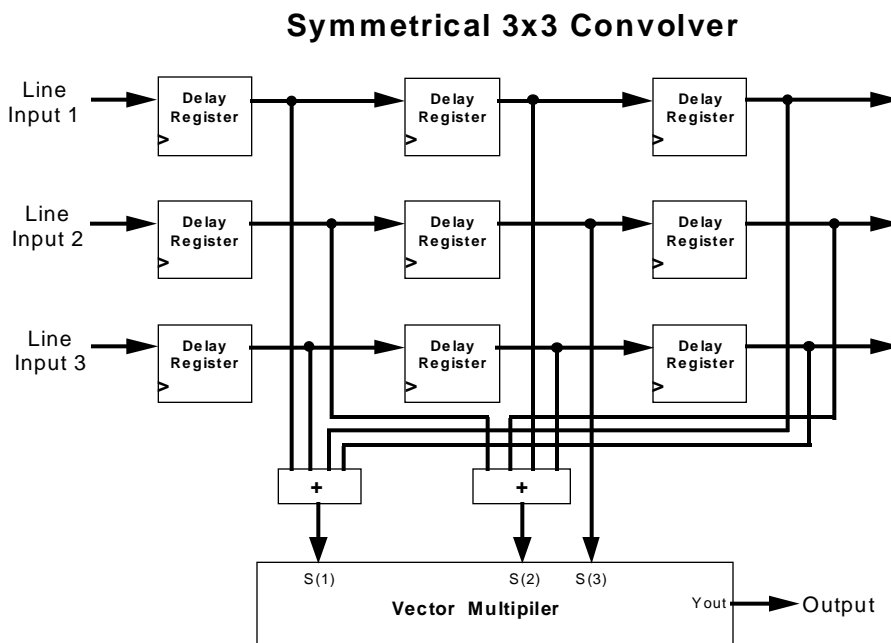 Symmetrical 3x3 Convolver
Line
Input 1
Delay
Register
>
Delay
Register
>
Delay
Register
>
Line
Input 2
Delay
Register
>
Delay
Register
>
Delay
Register
>
Line
Input 3
Delay
Register
>
Delay
Register
>
Delay
Register
>
+
+
S(1)
S(2)
S(3)
Vector Multipiler
Yout
Output